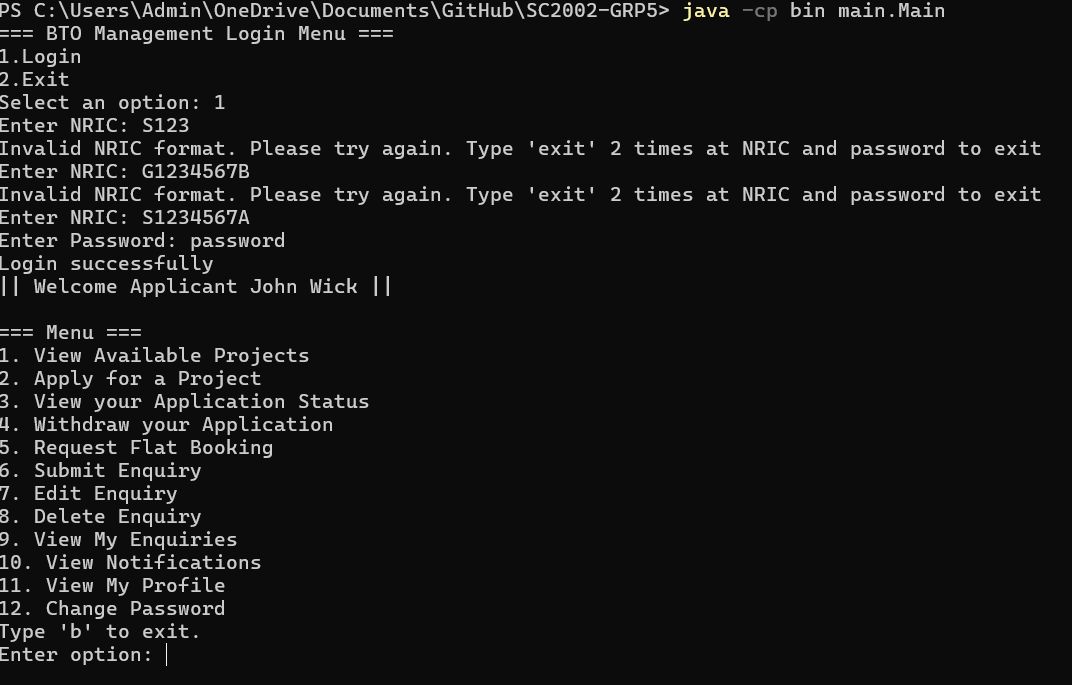 PS C:\Users\Admin\OneDrive\Documents\GitHub\SC2002-GRP5> java -cp bin main.Main
=== BTO Management Login Menu ===
1.Login
2.Exit
Select an option: 1
Enter NRIC: S123
Invalid NRIC format. Please try again. Type 'exit' 2 times at NRIC and password to exit
Enter NRIC: G1234567B
Invalid NRIC format. Please try again. Type 'exit' 2 times at NRIC and password to exit
Enter NRIC: S1234567A
Enter Password: password
Login successfully
|| Welcome Applicant John Wick ||
=== Menu ===
1. View Available Projects
2. Apply for a Project
3. View your Application Status
4. Withdraw your Application
5. Request Flat Booking
6. Submit Enquiry
7. Edit Enquiry
8. Delete Enquiry
9. View My Enquiries
10. View Notifications
11. View My Profile
12. Change Password
Type 'b' to exit.
Enter option: